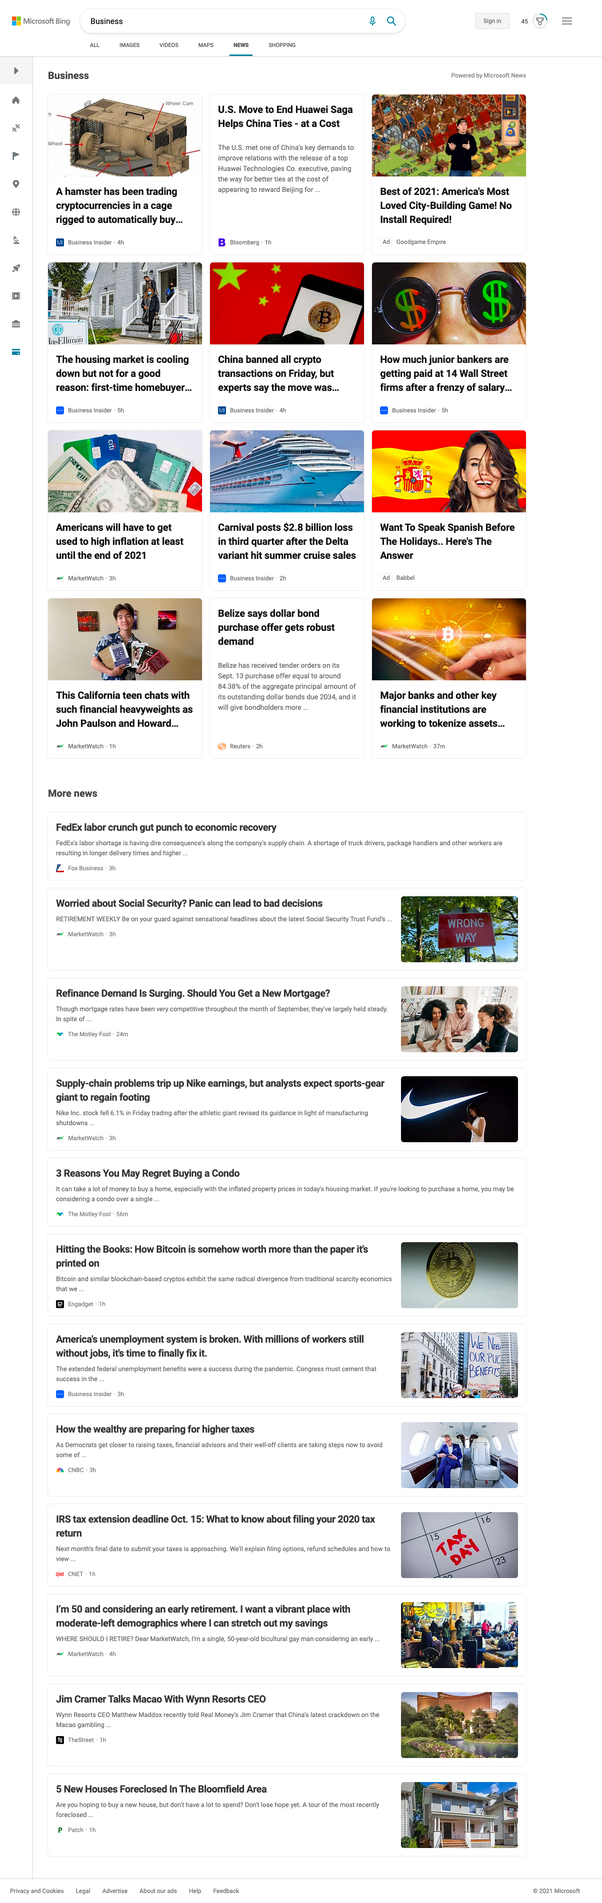 Microsoft Bing
Business
Sign in
45
ALL IMAGES VIDEOS MAPS NEWS SHOPPING
Business
Powered by Microsoft News
Wheel Com
Wheel
A hamster has been trading
cryptocurrencies in a cage
rigged to automatically buy...
Business Insider · 4h
U.S. Move to End Huawei Saga
Helps China Ties - at a Cost
The U.S. met one of China's key demands to
improve relations with the release of a top
Huawei Technologies Co. executive, paving
the way for better ties at the cost of
appearing to reward Beijing for ...
Bloomberg · 1h
Best of 2021: America's Most
Loved City-Building Game! No
Install Required!
Ad Goodgame Empire
The housing market is cooling
down but not for a good
reason: first-time homebuyer...
Business Insider · 5h
China banned all crypto
transactions on Friday, but
experts say the move was...
Business Insider · 4h
How much junior bankers are
getting paid at 14 Wall Street
firms after a frenzy of salary...
Business Insider · 5h
citi
Americans will have to get
used to high inflation at least
until the end of 2021
MarketWatch · 3h
Carnival posts $2.8 billion loss
in third quarter after the Delta
variant hit summer cruise sales
Business Insider · 2h
Want To Speak Spanish Before
The Holidays.. Here's The
Answer
Ad Babbel
This California teen chats with
such financial heavyweights as
John Paulson and Howard...
MarketWatch · 1h
Belize says dollar bond
purchase offer gets robust
demand
Belize has received tender orders on its
Sept. 13 purchase offer equal to around
84.38% of the aggregate principal amount of
its outstanding dollar bonds due 2034, and it
will give bondholders more ...
Reuters · 2h
Major banks and other key
financial institutions are
working to tokenize assets...
MarketWatch · 37m
More news
FedEx labor crunch gut punch to economic recovery
FedEx's labor shortage is having dire consequence's along the company's supply chain. A shortage of truck drivers, package handlers and other workers are
resulting in longer delivery times and higher ...
Fox Business · 3h
Worried about Social Security? Panic can lead to bad decisions
RETIREMENT WEEKLY Be on your guard against sensational headlines about the latest Social Security Trust Fund's ...
MarketWatch · 3h
WRONG
WAY
Refinance Demand Is Surging. Should You Get a New Mortgage?
Though mortgage rates have been very competitive throughout the month of September, they've largely held steady.
In spite of ...
The Motley Fool · 24m
Supply-chain problems trip up Nike earnings, but analysts expect sports-gear
giant to regain footing
Nike Inc. stock fell 6.1% in Friday trading after the athletic giant revised its guidance in light of manufacturing
shutdowns ...
MarketWatch · 3h
3 Reasons You May Regret Buying a Condo
It can take a lot of money to buy a home, especially with the inflated property prices in today's housing market. If you're looking to purchase a home, you may be
considering a condo over a single ...
The Motley Fool · 56m
Hitting the Books: How Bitcoin is somehow worth more than the paper it's
printed on
Bitcoin and similar blockchain-based cryptos exhibit the same radical divergence from traditional scarcity economics
that we ...
Engadget · 1h
America's unemployment system is broken. With millions of workers still
without jobs, it's time to finally fix it.
The extended federal unemployment benefits were a success during the pandemic. Congress must cement that
success in the ...
Business Insider · 3h
WE NEED
OUR PUC
BENEFITS
How the wealthy are preparing for higher taxes
As Democrats get closer to raising taxes, financial advisors and their well-off clients are taking steps now to avoid
some of ...
CNBC · 3h
IRS tax extension deadline Oct. 15: What to know about filing your 2020 tax
return
Next month's final date to submit your taxes is approaching. We'll explain filing options, refund schedules and how to
view ...
CNET · 1h
15
16
TAX
DAY
22
23
I'm 50 and considering an early retirement. I want a vibrant place with
moderate-left demographics where I can stretch out my savings
WHERE SHOULD I RETIRE? Dear MarketWatch, I'm a single, 50-year-old bicultural gay man considering an early ...
MarketWatch · 4h
Jim Cramer Talks Macao With Wynn Resorts CEO
Wynn Resorts CEO Matthew Maddox recently told Real Money's Jim Cramer that China's latest crackdown on the
Macao gambling ...
TheStreet · 1h
5 New Houses Foreclosed In The Bloomfield Area
Are you hoping to buy a new house, but don't have a lot to spend? Don't lose hope yet. A tour of the most recently
foreclosed ...
Patch · 1h
Privacy and Cookies Legal Advertise About our ads Help Feedback
© 2021 Microsoft